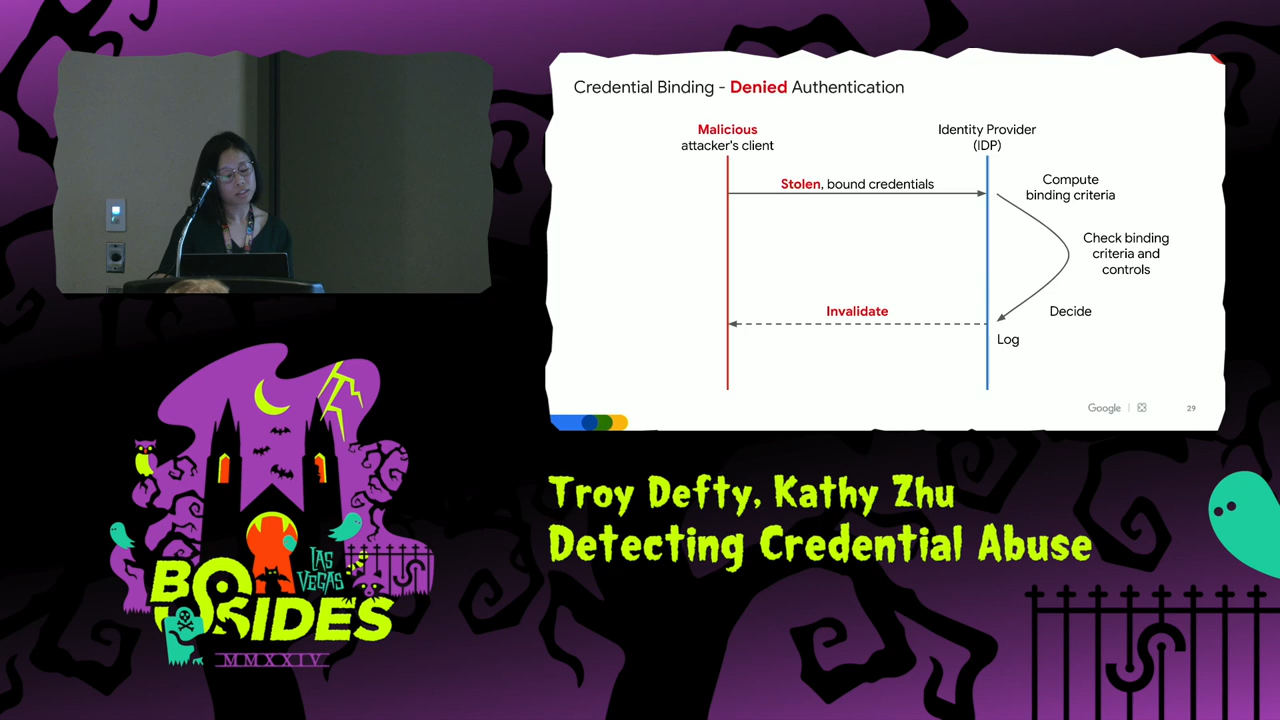 Credential Binding - Denied Authentication
Malicious
attacker's client
Identity Provider
(IDP)
Stolen, bound credentials
Compute
binding criteria
Check binding
criteria and
controls
Invalidate
Decide
Log
Google
29
LAS
VEGAS
BSIDES
MMXXIV
Troy Defty, Kathy Zhu
Detecting Credential Abuse